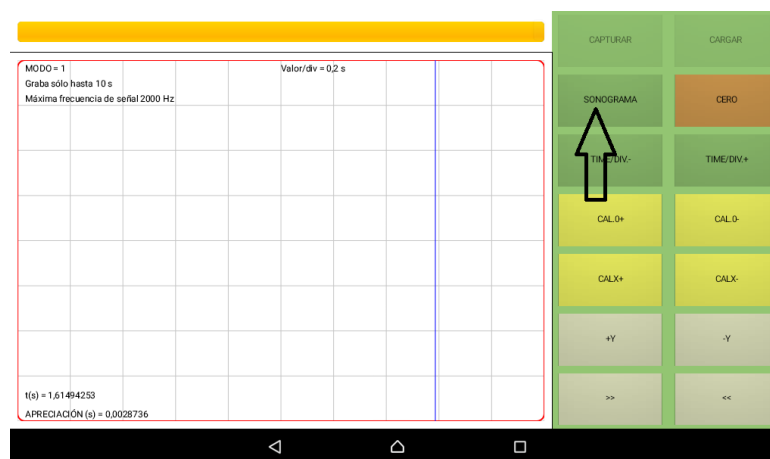 MODO = 1
Valor/div = 0,2 s
Graba sólo hasta 10 s
Máxima frecuencia de señal 2000 Hz
t(s) = 1,61494253
APRECIACIÓN (s) = 0,0028736
CAPTURAR
CARGAR
SONOGRAMA
CERO
TIME/DIV.-
TIME/DIV.+
CAL.0+
CAL.0-
CALX+
CALX-
+Y
-Y
>>
<<